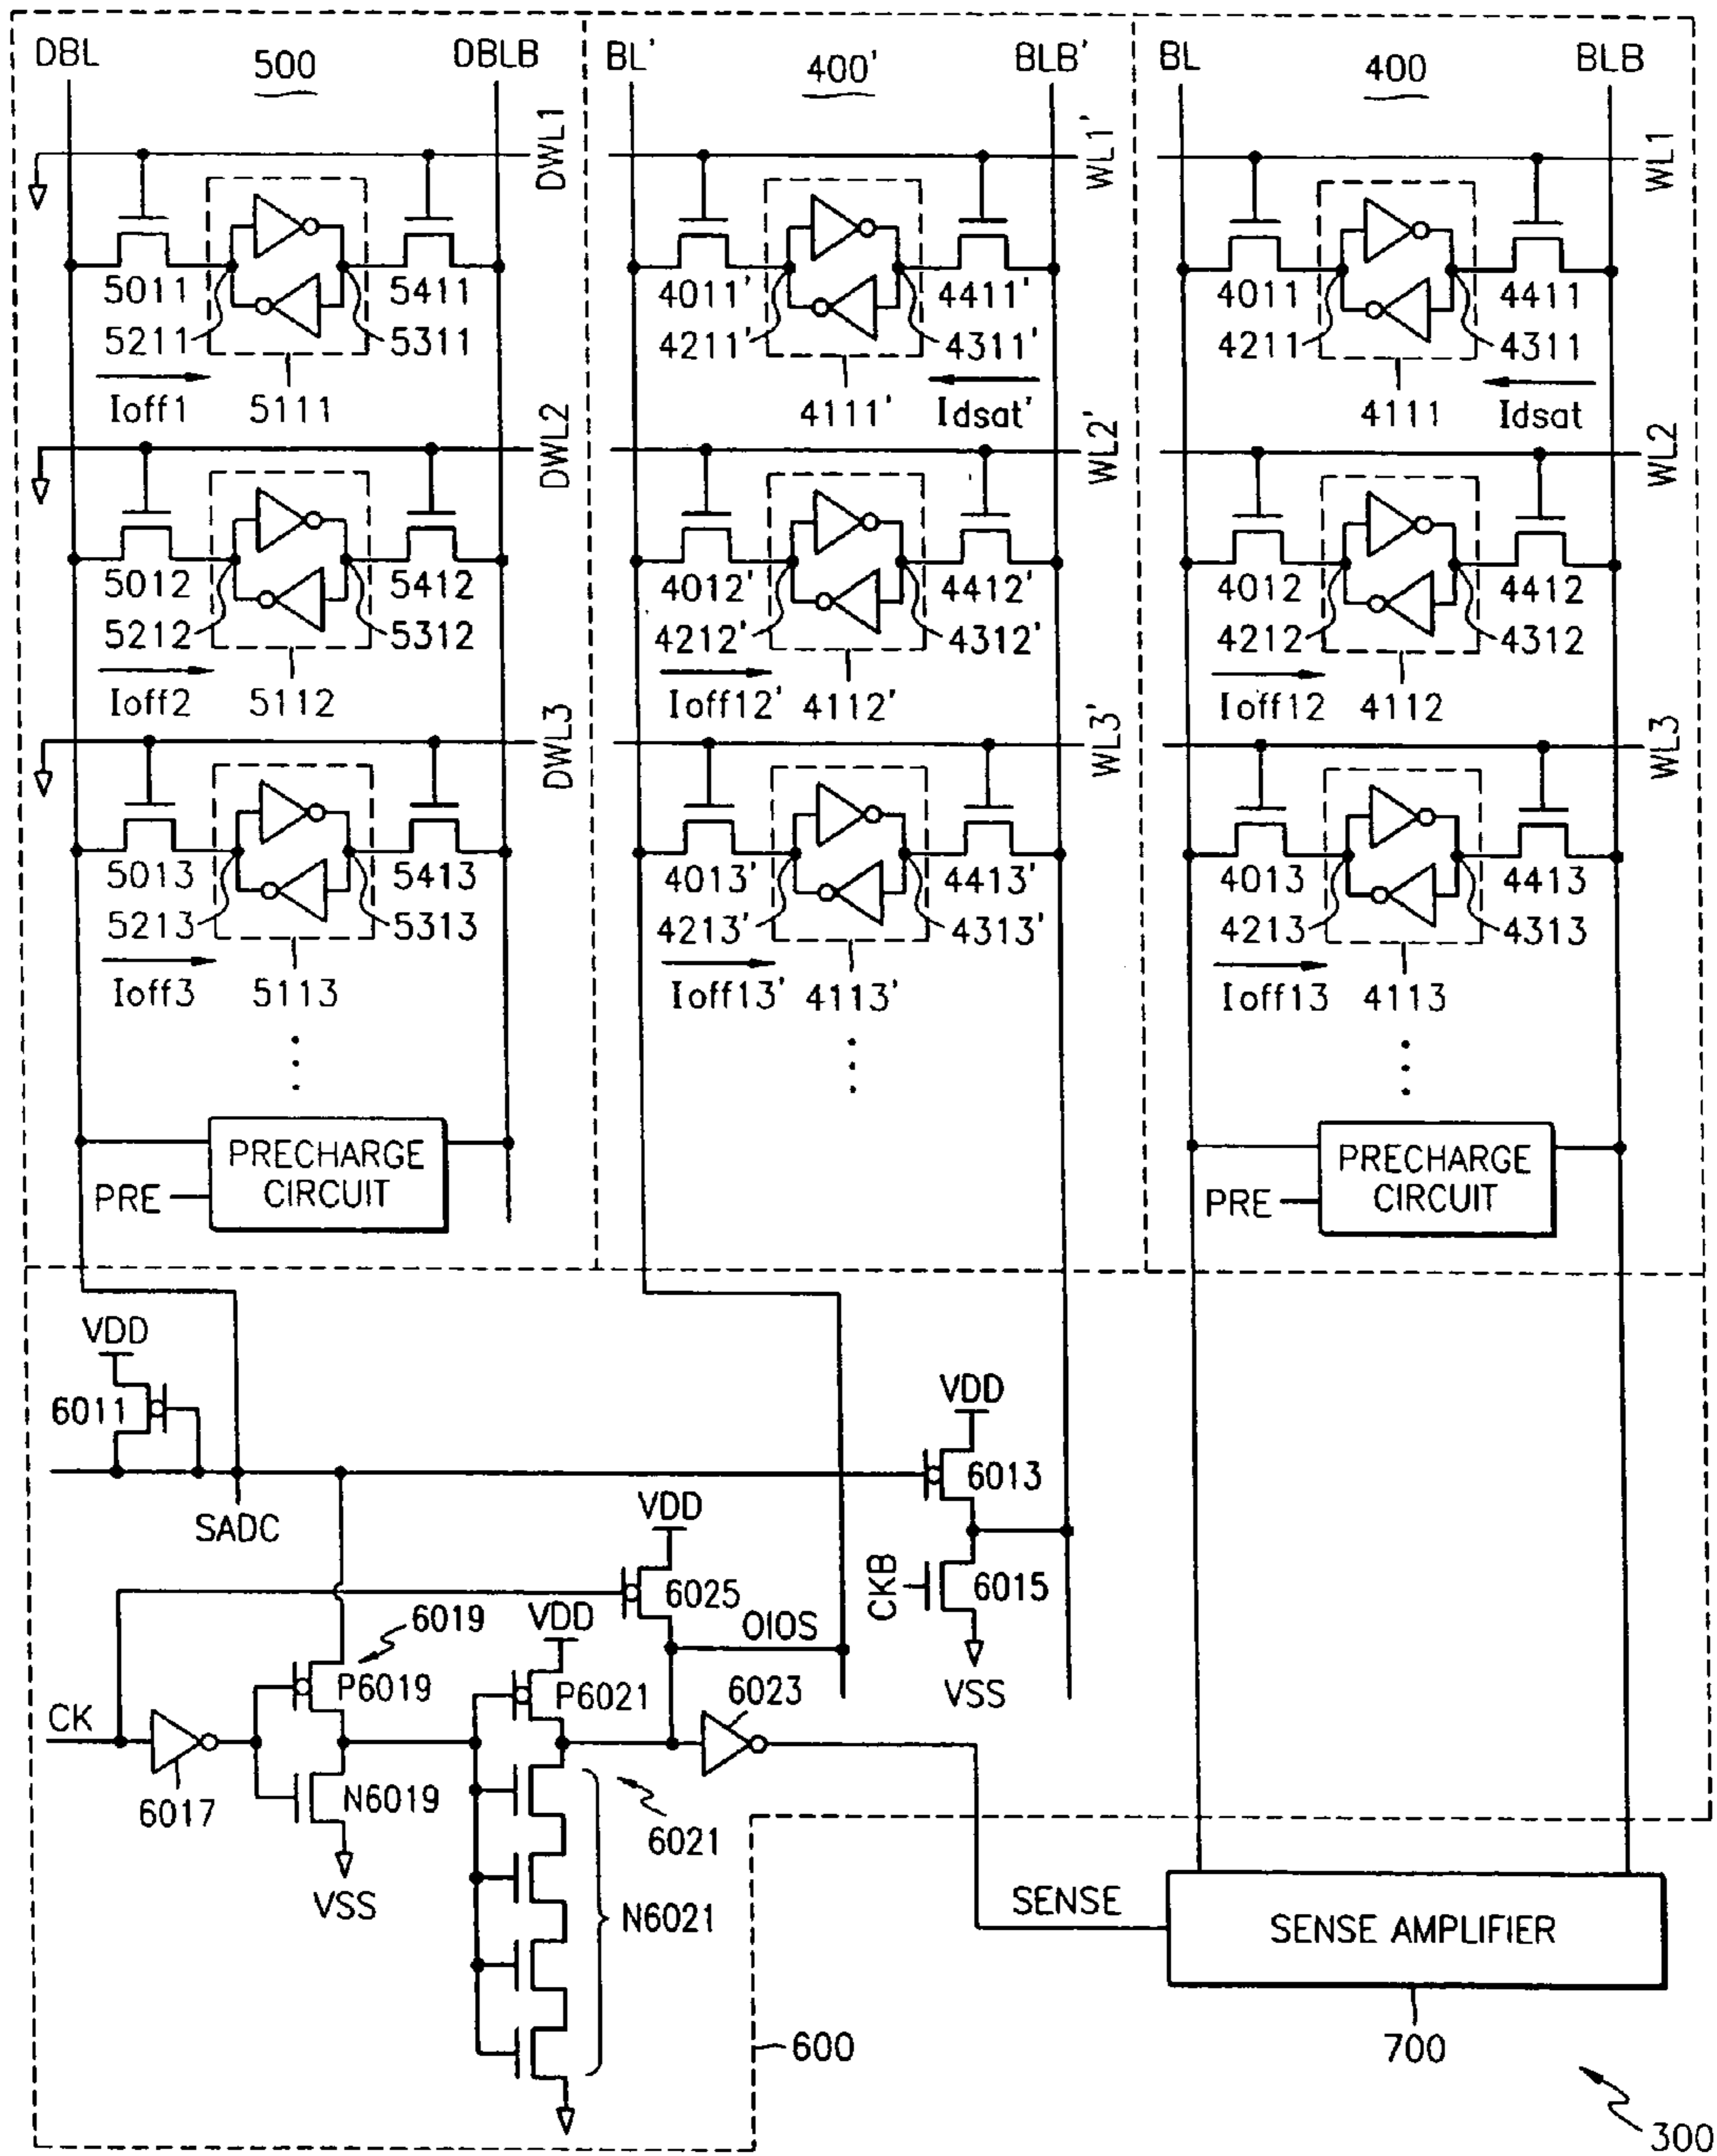 DBL 500 DBLB BL' 400' BLB' BL 400 BLB
DWL1 WL1' WL1
5011 5411 4011' 4411' 4011 4411
5211 5311 4211' 4311' 4211 4311
Ioff1 5111 4111' Idsat' 4111 Idsat
DWL2 WL2' WL2
5012 5412 4012' 4412' 4012 4412
5212 5312 4212' 4312' 4212 4312
Ioff2 5112 Ioff12' 4112' Ioff12 4112
DWL3 WL3' WL3
5013 5413 4013' 4413' 4013 4413
5213 5313 4213' 4313' 4213 4313
Ioff3 5113 Ioff13' 4113' Ioff13 4113
PRECHARGE CIRCUIT
PRE
PRECHARGE CIRCUIT
PRE
VDD
6011
VDD
6013
SADC
VDD
6025
CKB
6015
VSS
OIOS
6019
VDD
P6019
P6021
6023
CK
6017
N6019
6021
VSS
N6021
SENSE
SENSE AMPLIFIER
600
700
300